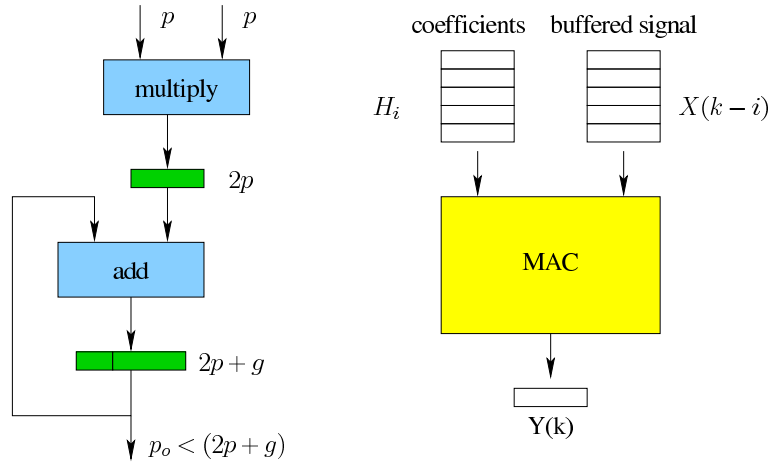 p p
multiply
2p
add
2p + g
p_o < (2p + g)
coefficients buffered signal
H_i X(k − i)
MAC
Y(k)